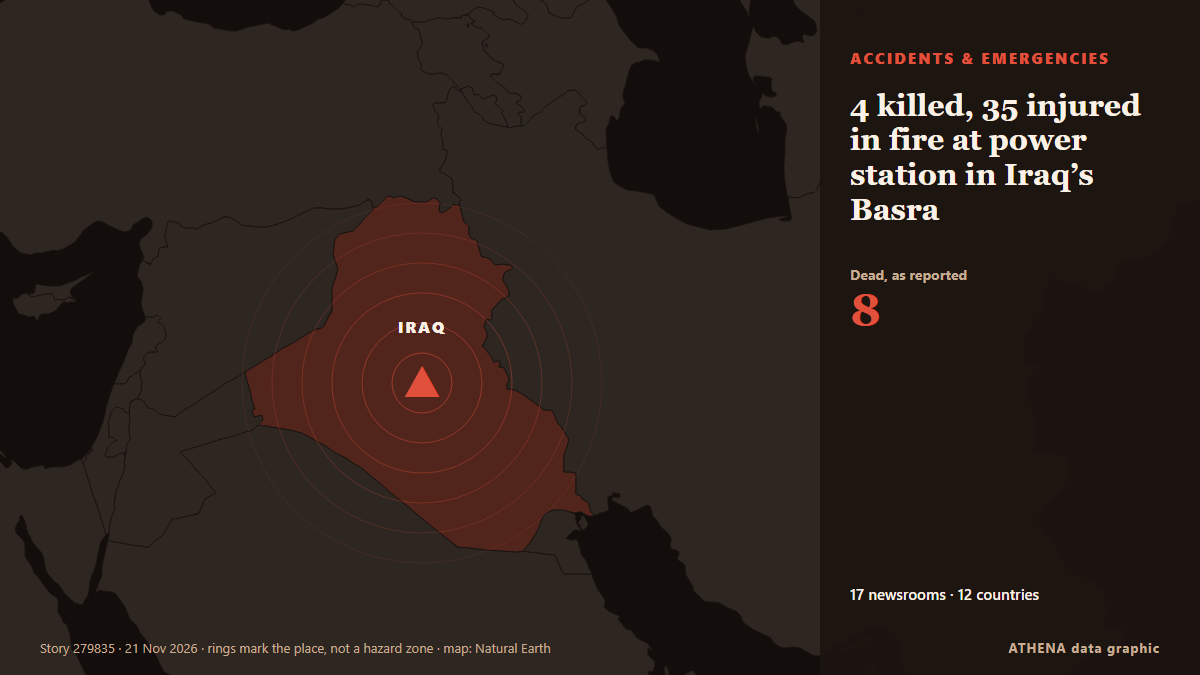 ACCIDENTS & EMERGENCIES
4 killed, 35 injured
in fire at power
station in Iraq’s
Basra
Dead, as reported
8
IRAQ
17 newsrooms · 12 countries
Story 279835 · 21 Nov 2026 · rings mark the place, not a hazard zone · map: Natural Earth
ATHENA data graphic